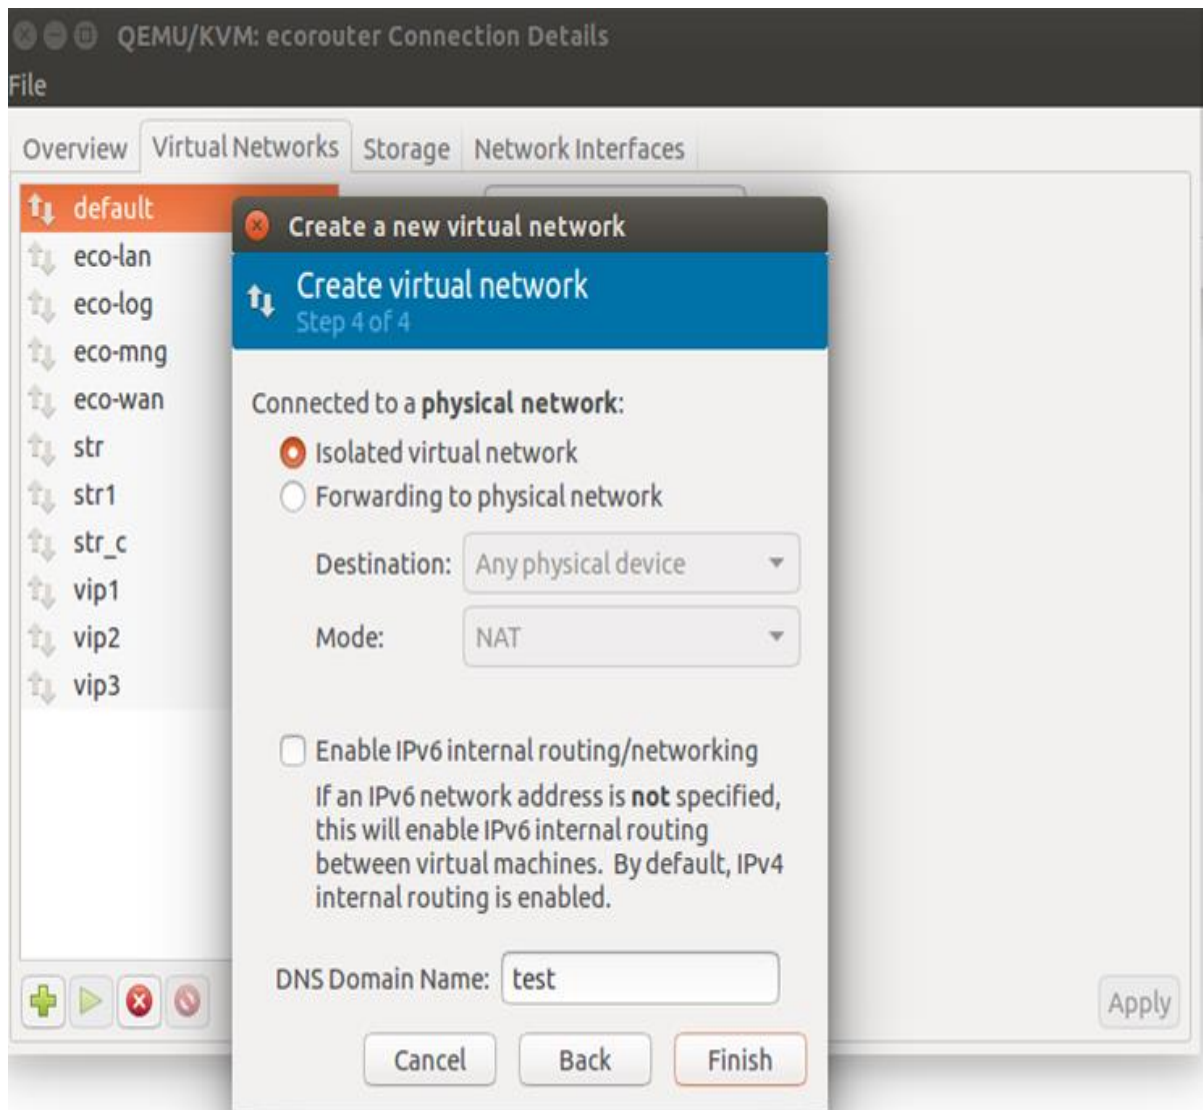 QEMU/KVM: ecorouter Connection Details
File
Overview
Virtual Networks
Storage
Network Interfaces
default
eco-lan
eco-log
eco-mng
eco-wan
str
str1
str_c
vip1
vip2
vip3
Create a new virtual network
Create virtual network
Step 4 of 4
Connected to a physical network:
Isolated virtual network
Forwarding to physical network
Destination: Any physical device
Mode: NAT
Enable IPv6 internal routing/networking
If an IPv6 network address is not specified,
this will enable IPv6 internal routing
between virtual machines. By default, IPv4
internal routing is enabled.
DNS Domain Name: test
Cancel
Back
Finish
Apply